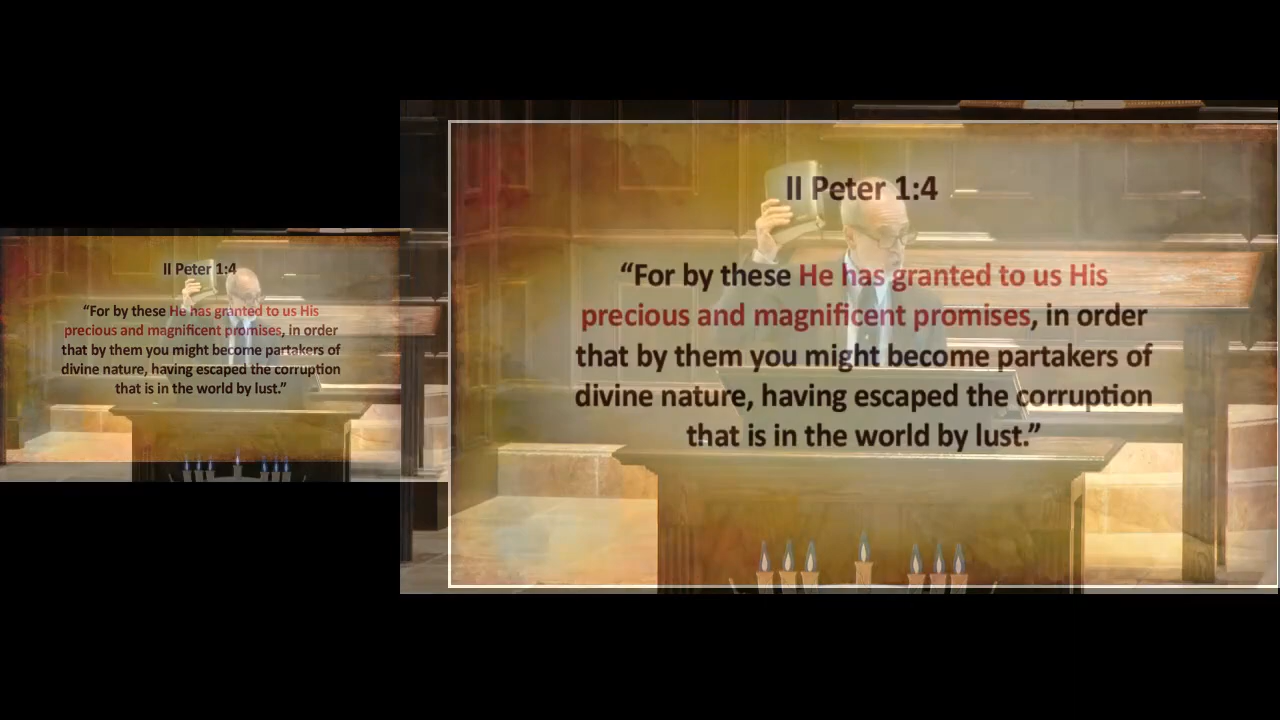 II Peter 1:4
“For by these He has granted to us His
precious and magnificent promises, in order
that by them you might become partakers of
divine nature, having escaped the corruption
that is in the world by lust.”
II Peter 1:4
“For by these He has granted to us His
precious and magnificent promises, in order
that by them you might become partakers of
divine nature, having escaped the corruption
that is in the world by lust.”